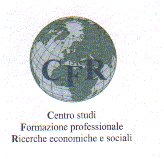 CFR
Centro studi
Formazione professionale
Ricerche economiche e sociali